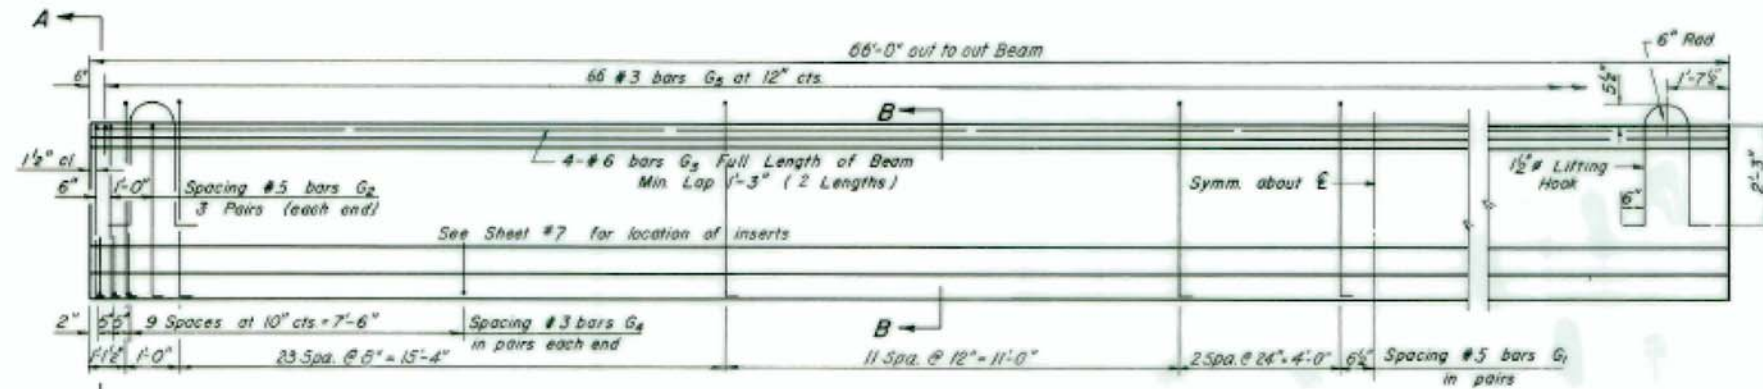 A
66'-0" out to out Beam
6" Rad.
6"
66 #3 bars G5 at 12" cts.
5½"
1'-7½"
B
1½" cl.
4-#6 bars G3 Full Length of Beam
Min. Lap 1'-3" (2 Lengths)
1½"ø Lifting
Hook
2'-3"
6"
1'-0"
Spacing #5 bars G2
3 Pairs (each end)
Symm. about ℄
6"
See Sheet #7 for location of inserts
2"
5"
5"
9 Spaces at 10" cts. = 7'-6"
Spacing #3 bars G4
in pairs each end
B
1'-1½"
1'-0"
23 Spa. @ 8" = 15'-4"
11 Spa. @ 12" = 11'-0"
2 Spa. @ 24" = 4'-0"
6½"
Spacing #5 bars G1
in pairs